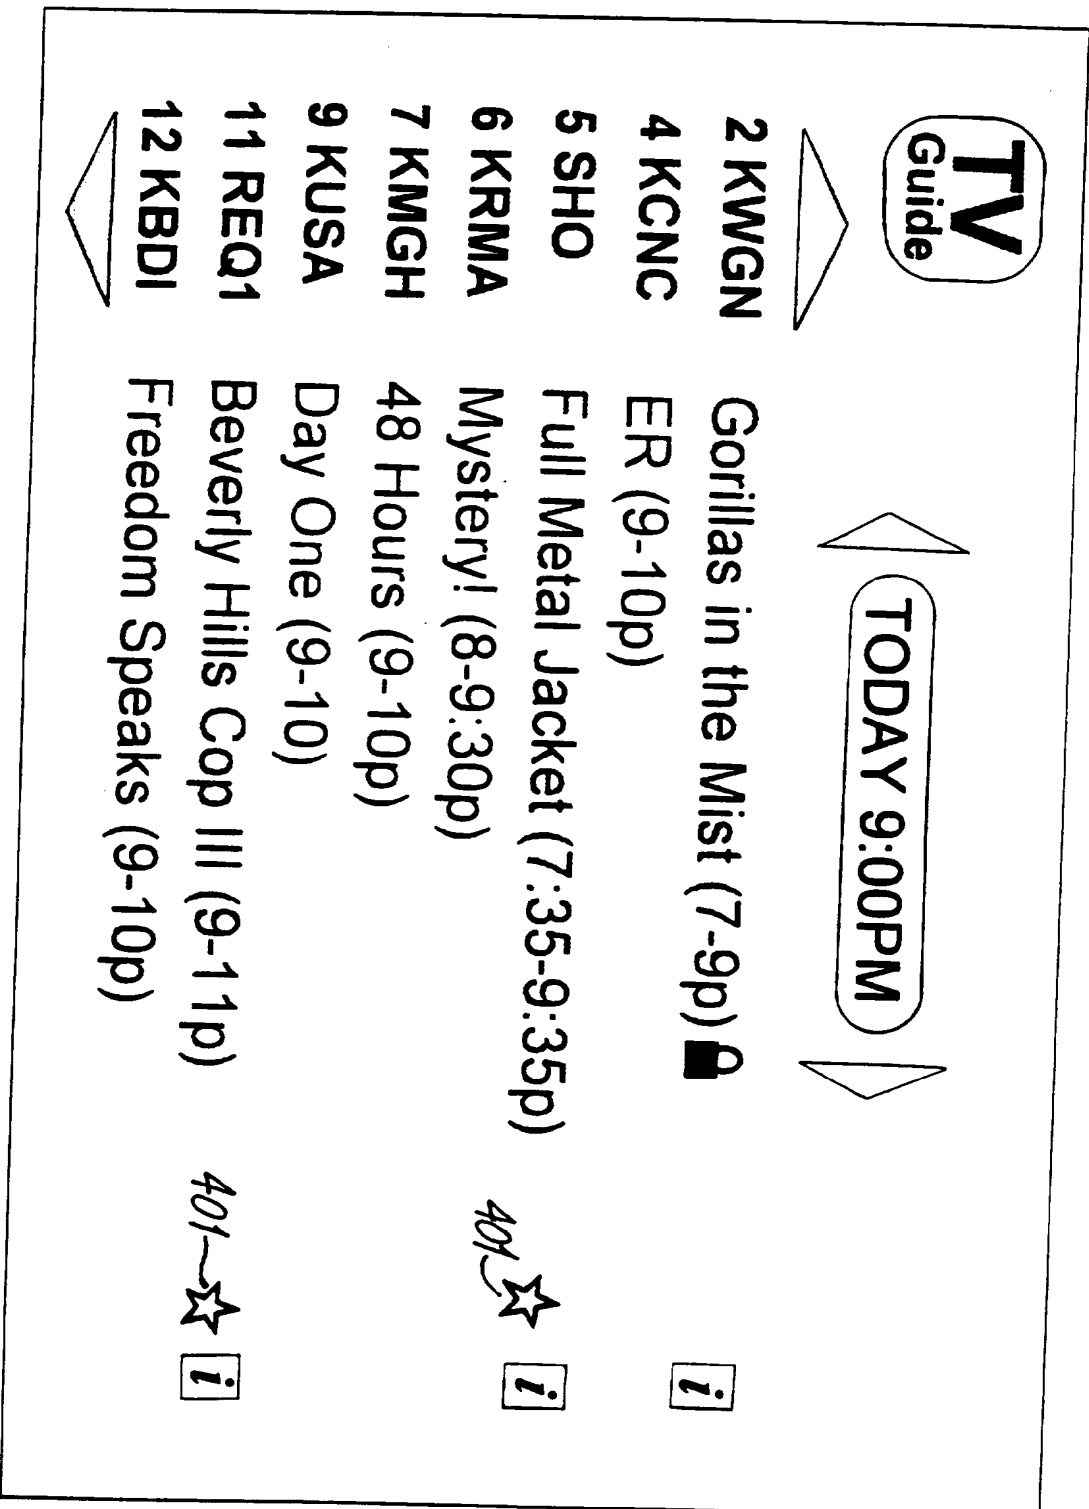 TV
Guide
TODAY 9:00PM
2 KWGN Gorillas in the Mist (7-9p) i
4 KCNC ER (9-10p)
5 SHO Full Metal Jacket (7:35-9:35p) 401 i
6 KRMA Mystery! (8-9:30p)
7 KMGH 48 Hours (9-10p)
9 KUSA Day One (9-10)
11 REQ1 Beverly Hills Cop III (9-11p) 401 i
12 KBDI Freedom Speaks (9-10p)